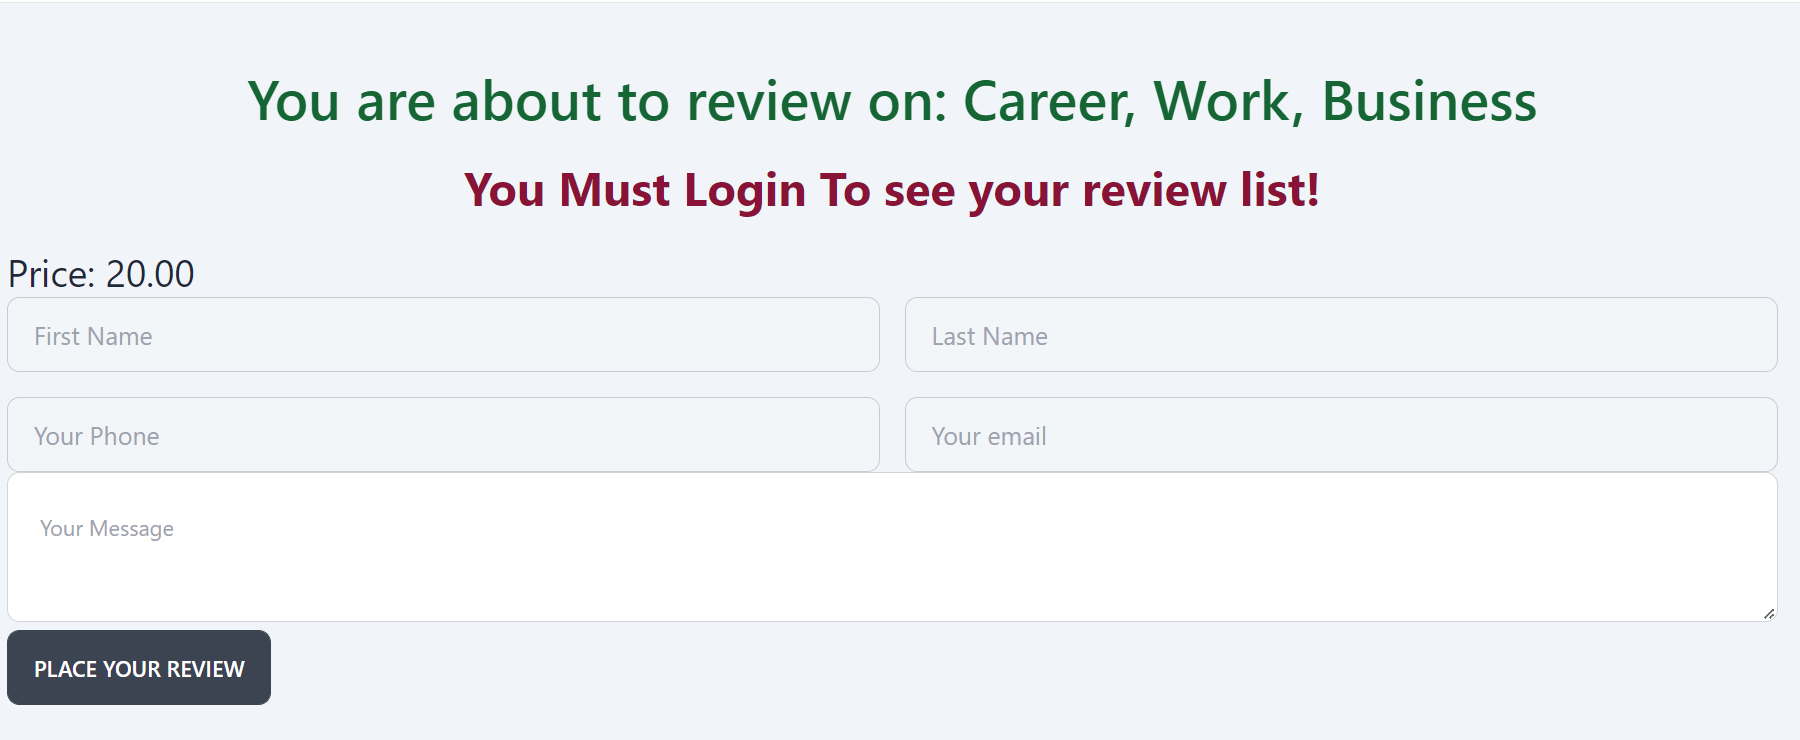 You are about to review on: Career, Work, Business
You Must Login To see your review list!
Price: 20.00
First Name
Last Name
Your Phone
Your email
Your Message
PLACE YOUR REVIEW